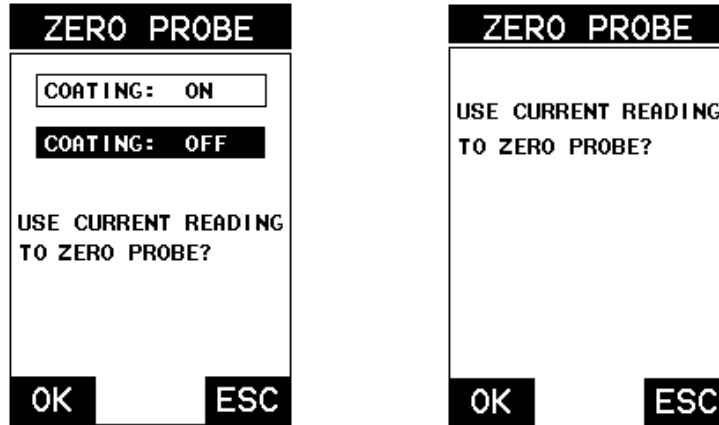 ZERO PROBE
COATING: ON
COATING: OFF
USE CURRENT READING
TO ZERO PROBE?
OK
ESC
ZERO PROBE
USE CURRENT READING
TO ZERO PROBE?
OK
ESC